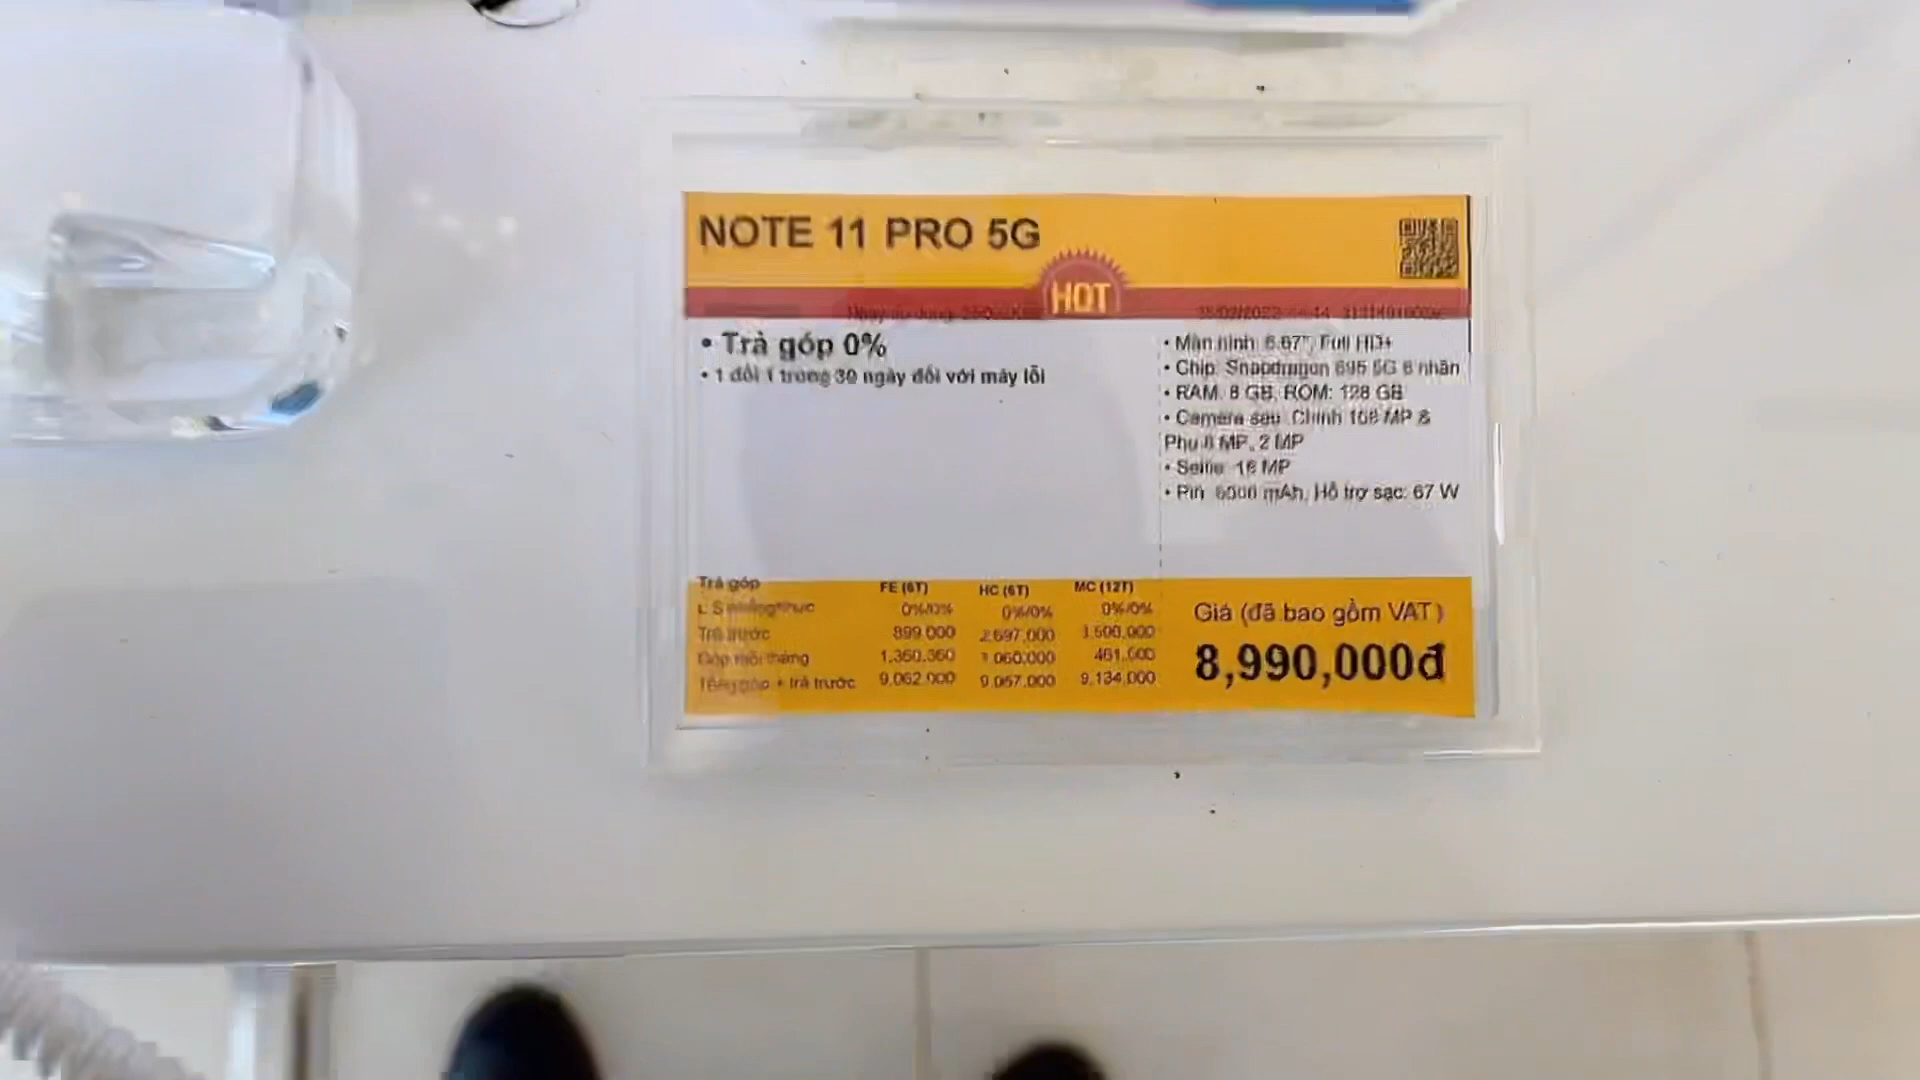 NOTE 11 PRO 5G
HOT
• Trả góp 0%
• 1 đổi 1 trong 30 ngày đối với máy lỗi
• Màn hình: 6.67", Full HD+
• Chip: Snapdragon 695 5G 8 nhân
• RAM: 8 GB, ROM: 128 GB
• Camera sau: Chính 108 MP &
Phụ 8 MP, 2 MP
• Selfie: 16 MP
• Pin: 5000 mAh, Hỗ trợ sạc: 67 W
Trả góp FE (6T) HC (6T) MC (12T)
0%/0% 0%/0% 0%/0%
Trả trước 899.000 2.697.000 1.500.000
Góp mỗi tháng 1.360.360 1.060.000
Tổng góp + trả trước 9.062.000 9.057.000 9.134.000
Giá (đã bao gồm VAT)
8,990,000đ